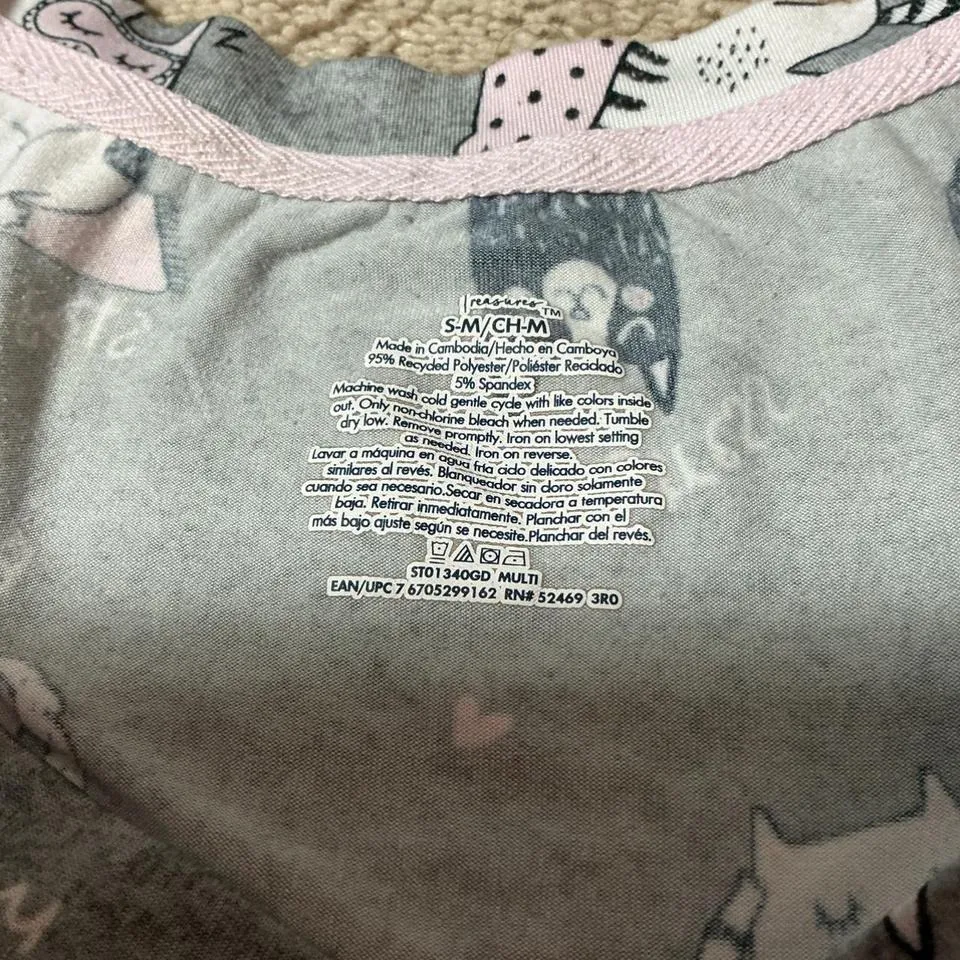 Z
Treasures™
S-M/CH-M
Made in Cambodia/Hecho en Camboya
95% Recycled Polyester/Poliéster Reciclado
5% Spandex
Machine wash cold gentle cycle with like colors inside
out. Only non-chlorine bleach when needed. Tumble
dry low. Remove promptly. Iron on lowest setting
as needed. Iron on reverse.
Lavar a máquina en agua fría ciclo delicado con colores
similares al revés. Blanqueador sin cloro solamente
cuando sea necesario.Secar en secadora a temperatura
baja. Retirar inmediatamente. Planchar con el
más bajo ajuste según se necesite.Planchar del revés.
ST01340GD MULTI
EAN/UPC 7 6705299162 RN# 52469 3R0